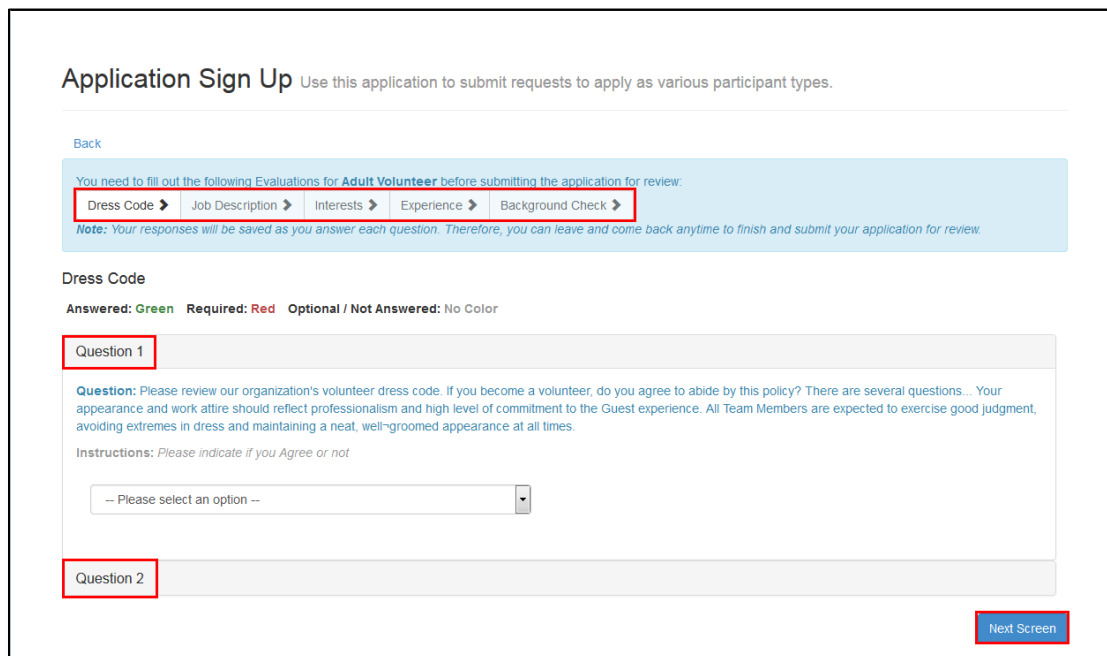 Application Sign Up Use this application to submit requests to apply as various participant types.
Back
You need to fill out the following Evaluations for Adult Volunteer before submitting the application for review:
Dress Code Job Description Interests Experience Background Check
Note: Your responses will be saved as you answer each question. Therefore, you can leave and come back anytime to finish and submit your application for review.
Dress Code
Answered: Green Required: Red Optional / Not Answered: No Color
Question 1
Question: Please review our organization's volunteer dress code. If you become a volunteer, do you agree to abide by this policy? There are several questions... Your
appearance and work attire should reflect professionalism and high level of commitment to the Guest experience. All Team Members are expected to exercise good judgment,
avoiding extremes in dress and maintaining a neat, well¬groomed appearance at all times.
Instructions: Please indicate if you Agree or not
-- Please select an option --
Question 2
Next Screen